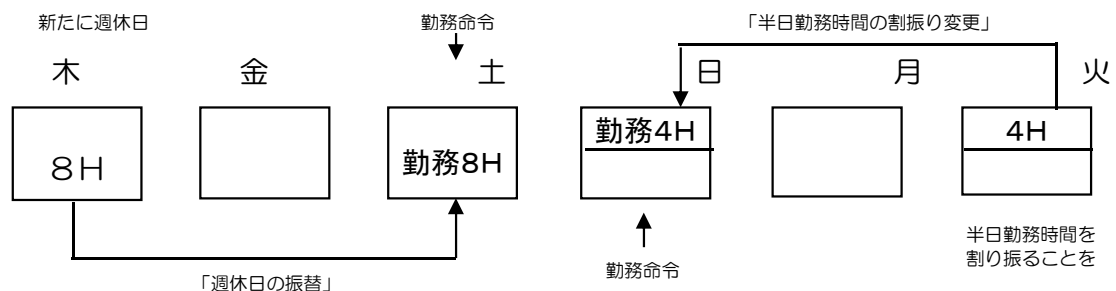 新たに週休日
勤務命令
「半日勤務時間の割振り変更」
木
金
土
日
月
火
8H
勤務8H
勤務4H
4H
「週休日の振替」
勤務命令
半日勤務時間を
割り振ることを